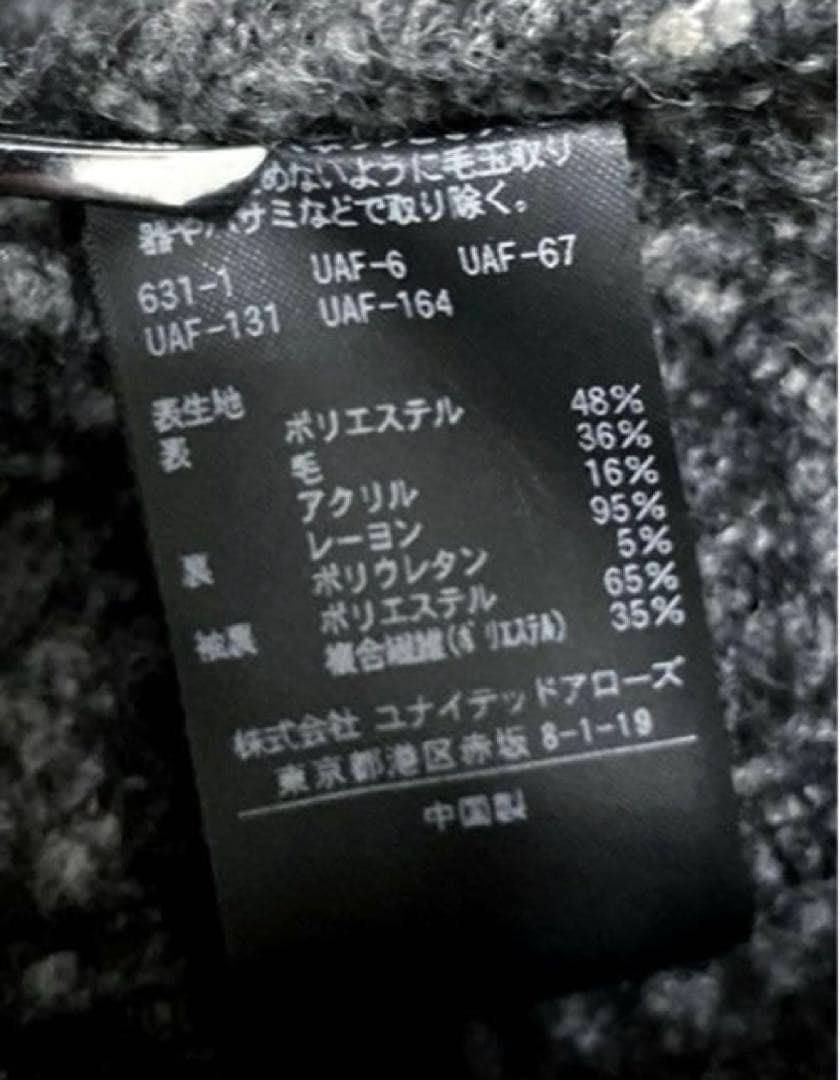 めないように毛玉取り
器やハサミなどで取り除く。
631-1 UAF-6 UAF-67
UAF-131 UAF-164
表生地
表 ポリエステル 48%
毛 36%
アクリル 16%
裏 レーヨン 95%
ポリウレタン 5%
袖裏 ポリエステル 65%
複合繊維(ポリエステル) 35%
株式会社 ユナイテッドアローズ
東京都港区赤坂 8-1-19
中国製